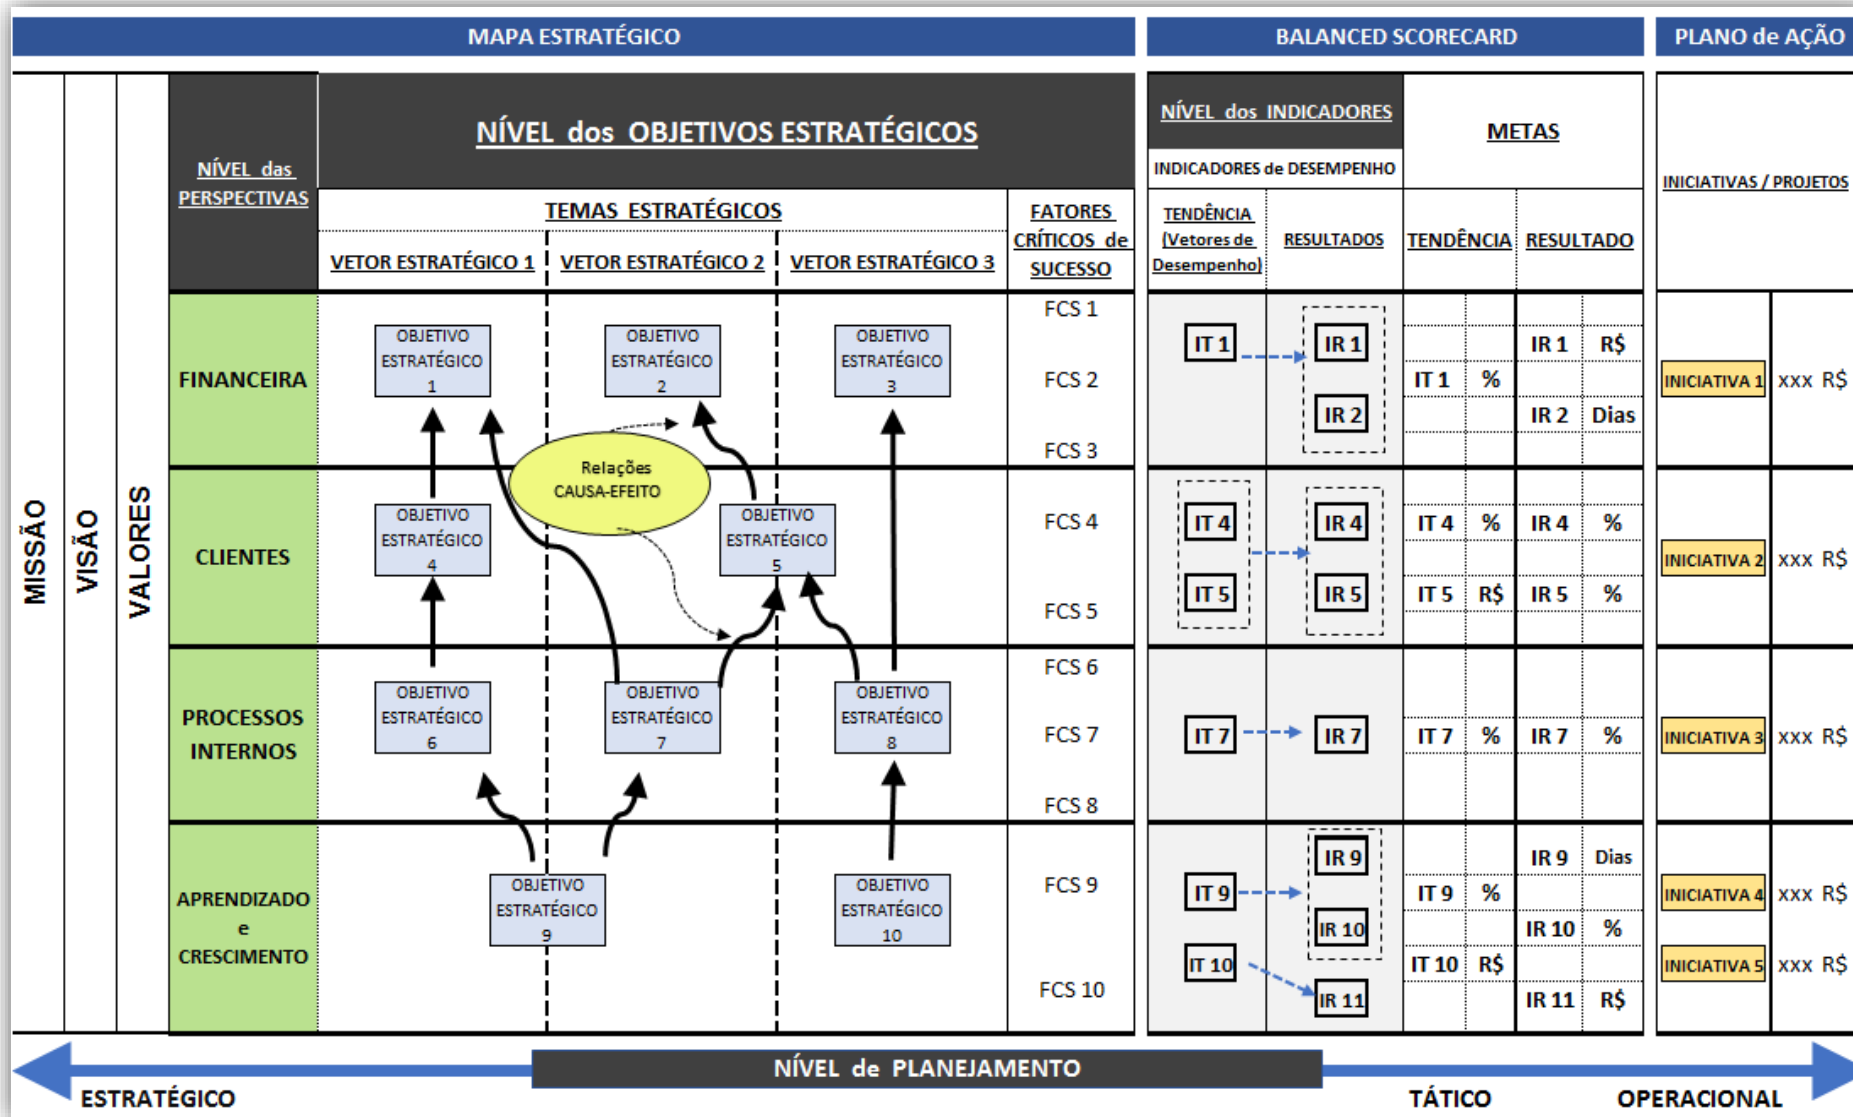 MAPA ESTRATÉGICO
BALANCED SCORECARD
PLANO de AÇÃO
MISSÃO
VISÃO
VALORES
NÍVEL das
PERSPECTIVAS
NÍVEL dos OBJETIVOS ESTRATÉGICOS
TEMAS ESTRATÉGICOS
VETOR ESTRATÉGICO 1
VETOR ESTRATÉGICO 2
VETOR ESTRATÉGICO 3
FATORES
CRÍTICOS de
SUCESSO
NÍVEL dos INDICADORES
INDICADORES de DESEMPENHO
TENDÊNCIA
(Vetores de
Desempenho)
RESULTADOS
METAS
TENDÊNCIA
RESULTADO
INICIATIVAS / PROJETOS
FINANCEIRA
OBJETIVO
ESTRATÉGICO
1
OBJETIVO
ESTRATÉGICO
2
OBJETIVO
ESTRATÉGICO
3
FCS 1
FCS 2
FCS 3
IT 1
IR 1
IR 2
IR 1 R$
IT 1 %
IR 2 Dias
INICIATIVA 1 xxx R$
Relações
CAUSA-EFEITO
CLIENTES
OBJETIVO
ESTRATÉGICO
4
OBJETIVO
ESTRATÉGICO
5
FCS 4
FCS 5
IT 4
IR 4
IT 5
IR 5
IT 4 % IR 4 %
IT 5 R$ IR 5 %
INICIATIVA 2 xxx R$
PROCESSOS
INTERNOS
OBJETIVO
ESTRATÉGICO
6
OBJETIVO
ESTRATÉGICO
7
OBJETIVO
ESTRATÉGICO
8
FCS 6
FCS 7
FCS 8
IT 7
IR 7
IT 7 % IR 7 %
INICIATIVA 3 xxx R$
APRENDIZADO
e
CRESCIMENTO
OBJETIVO
ESTRATÉGICO
9
OBJETIVO
ESTRATÉGICO
10
FCS 9
FCS 10
IR 9
IT 9
IR 10
IT 10
IR 11
IR 9 Dias
IT 9 %
IR 10 %
IT 10 R$
IR 11 R$
INICIATIVA 4 xxx R$
INICIATIVA 5 xxx R$
NÍVEL de PLANEJAMENTO
ESTRATÉGICO
TÁTICO
OPERACIONAL